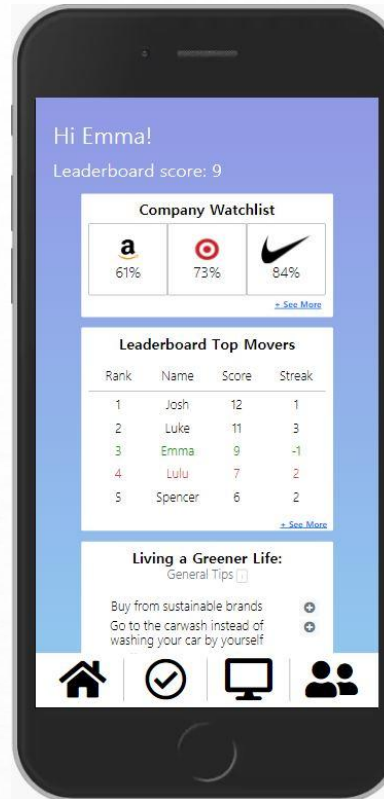 Hi Emma!
Leaderboard score: 9
Company Watchlist
a
61% 73% 84%
+ See More
Leaderboard Top Movers
Rank Name Score Streak
1 Josh 12 1
2 Luke 11 3
3 Emma 9 -1
4 Lulu 7 2
5 Spencer 6 2
+ See More
Living a Greener Life:
General Tips i
Buy from sustainable brands
Go to the carwash instead of
washing your car by yourself